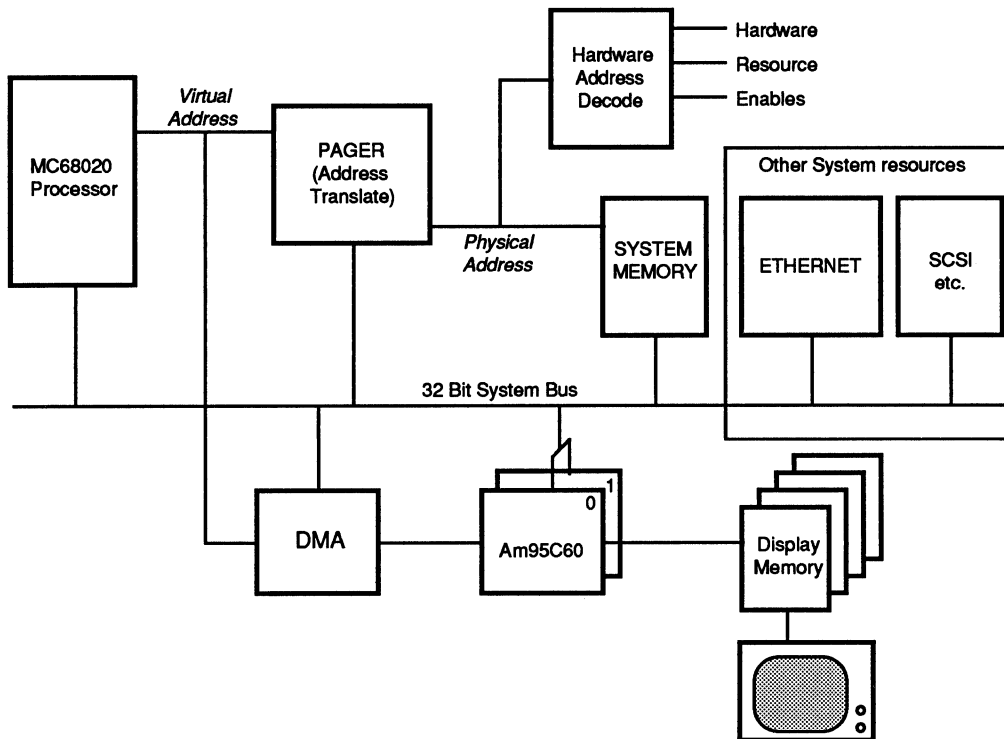 Hardware
Address
Decode
Hardware
Resource
Enables
MC68020
Processor
Virtual
Address
PAGER
(Address
Translate)
Physical
Address
SYSTEM
MEMORY
Other System resources
ETHERNET
SCSI
etc.
32 Bit System Bus
DMA
1
0
Am95C60
Display
Memory